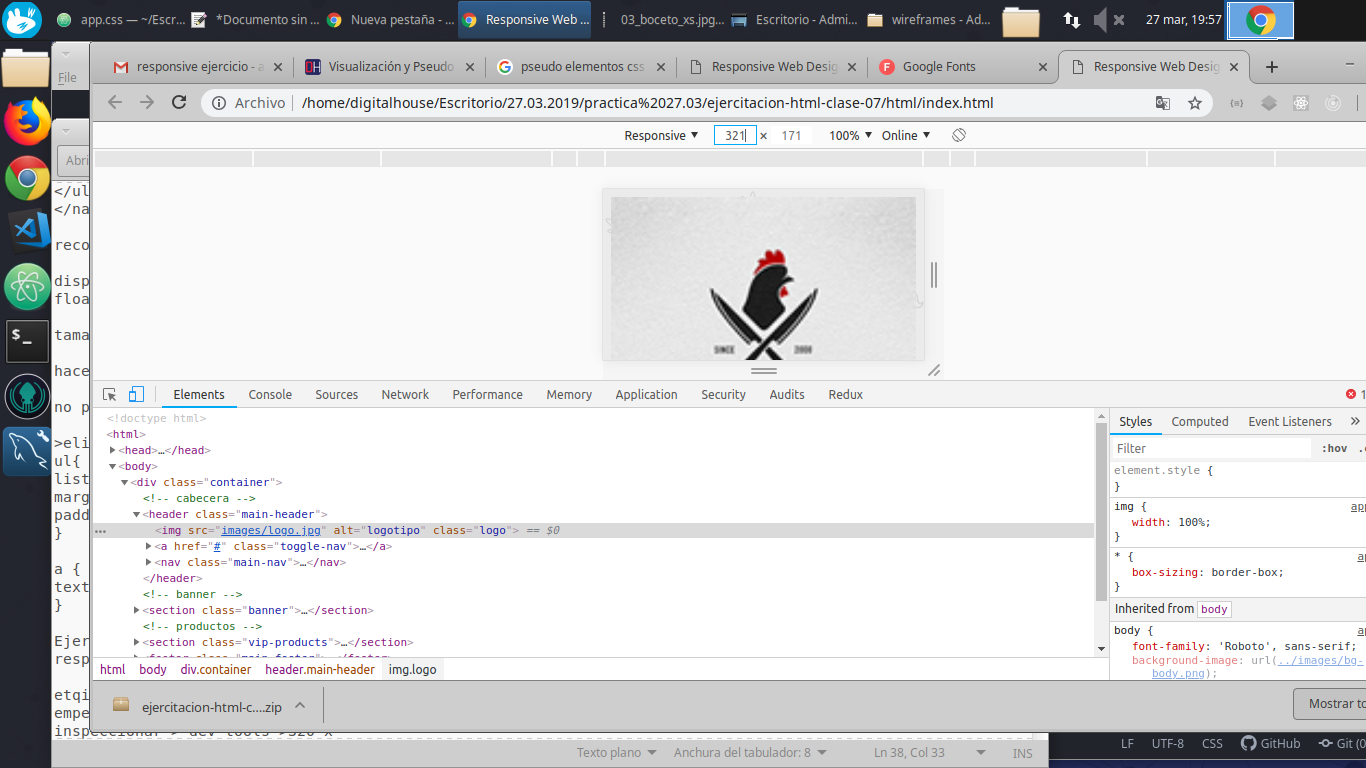 app.css — ~/Escr...
*Documento sin ...
Nueva pestaña - ...
Responsive Web ...
03_boceto_xs.jpg...
Escritorio - Admi...
wireframes - Ad...
27 mar, 19:57
File
responsive ejercicio - a
Visualización y Pseudo
pseudo elementos css
Responsive Web Desig
Google Fonts
Responsive Web Desig
Archivo
/home/digitalhouse/Escritorio/27.03.2019/practica%2027.03/ejercitacion-html-clase-07/html/index.html
Responsive ▼ 321 × 171 100% ▼ Online ▼
Abri
</ul
</na
reco
disp
floa
tama
hace
no p
>eli
ul{
list
marg
padd
}
a {
text
}
Ejer
resp
etqi
empe
inspeccionar > dev tools >320 x
SINCE 2008
Elements Console Sources Network Performance Memory Application Security Audits Redux
1
<!doctype html>
<html>
<head>…</head>
<body>
<div class="container">
<!-- cabecera -->
<header class="main-header">
<img src="images/logo.jpg" alt="logotipo" class="logo"> == $0
<a href="#" class="toggle-nav">…</a>
<nav class="main-nav">…</nav>
</header>
<!-- banner -->
<section class="banner">…</section>
<!-- productos -->
<section class="vip-products">…</section>
<footer class="main-footer">…</footer>
html body div.container header.main-header img.logo
Styles Computed Event Listeners »
Filter :hov .c
element.style {
}
img { app
width: 100%;
}
* { ap
box-sizing: border-box;
}
Inherited from body
body { app
font-family: 'Roboto', sans-serif;
background-image: url(../images/bg-
body.png);
ejercitacion-html-c....zip
Mostrar to
Texto plano Anchura del tabulador: 8 Ln 38, Col 33 INS
LF UTF-8 CSS GitHub Git (0